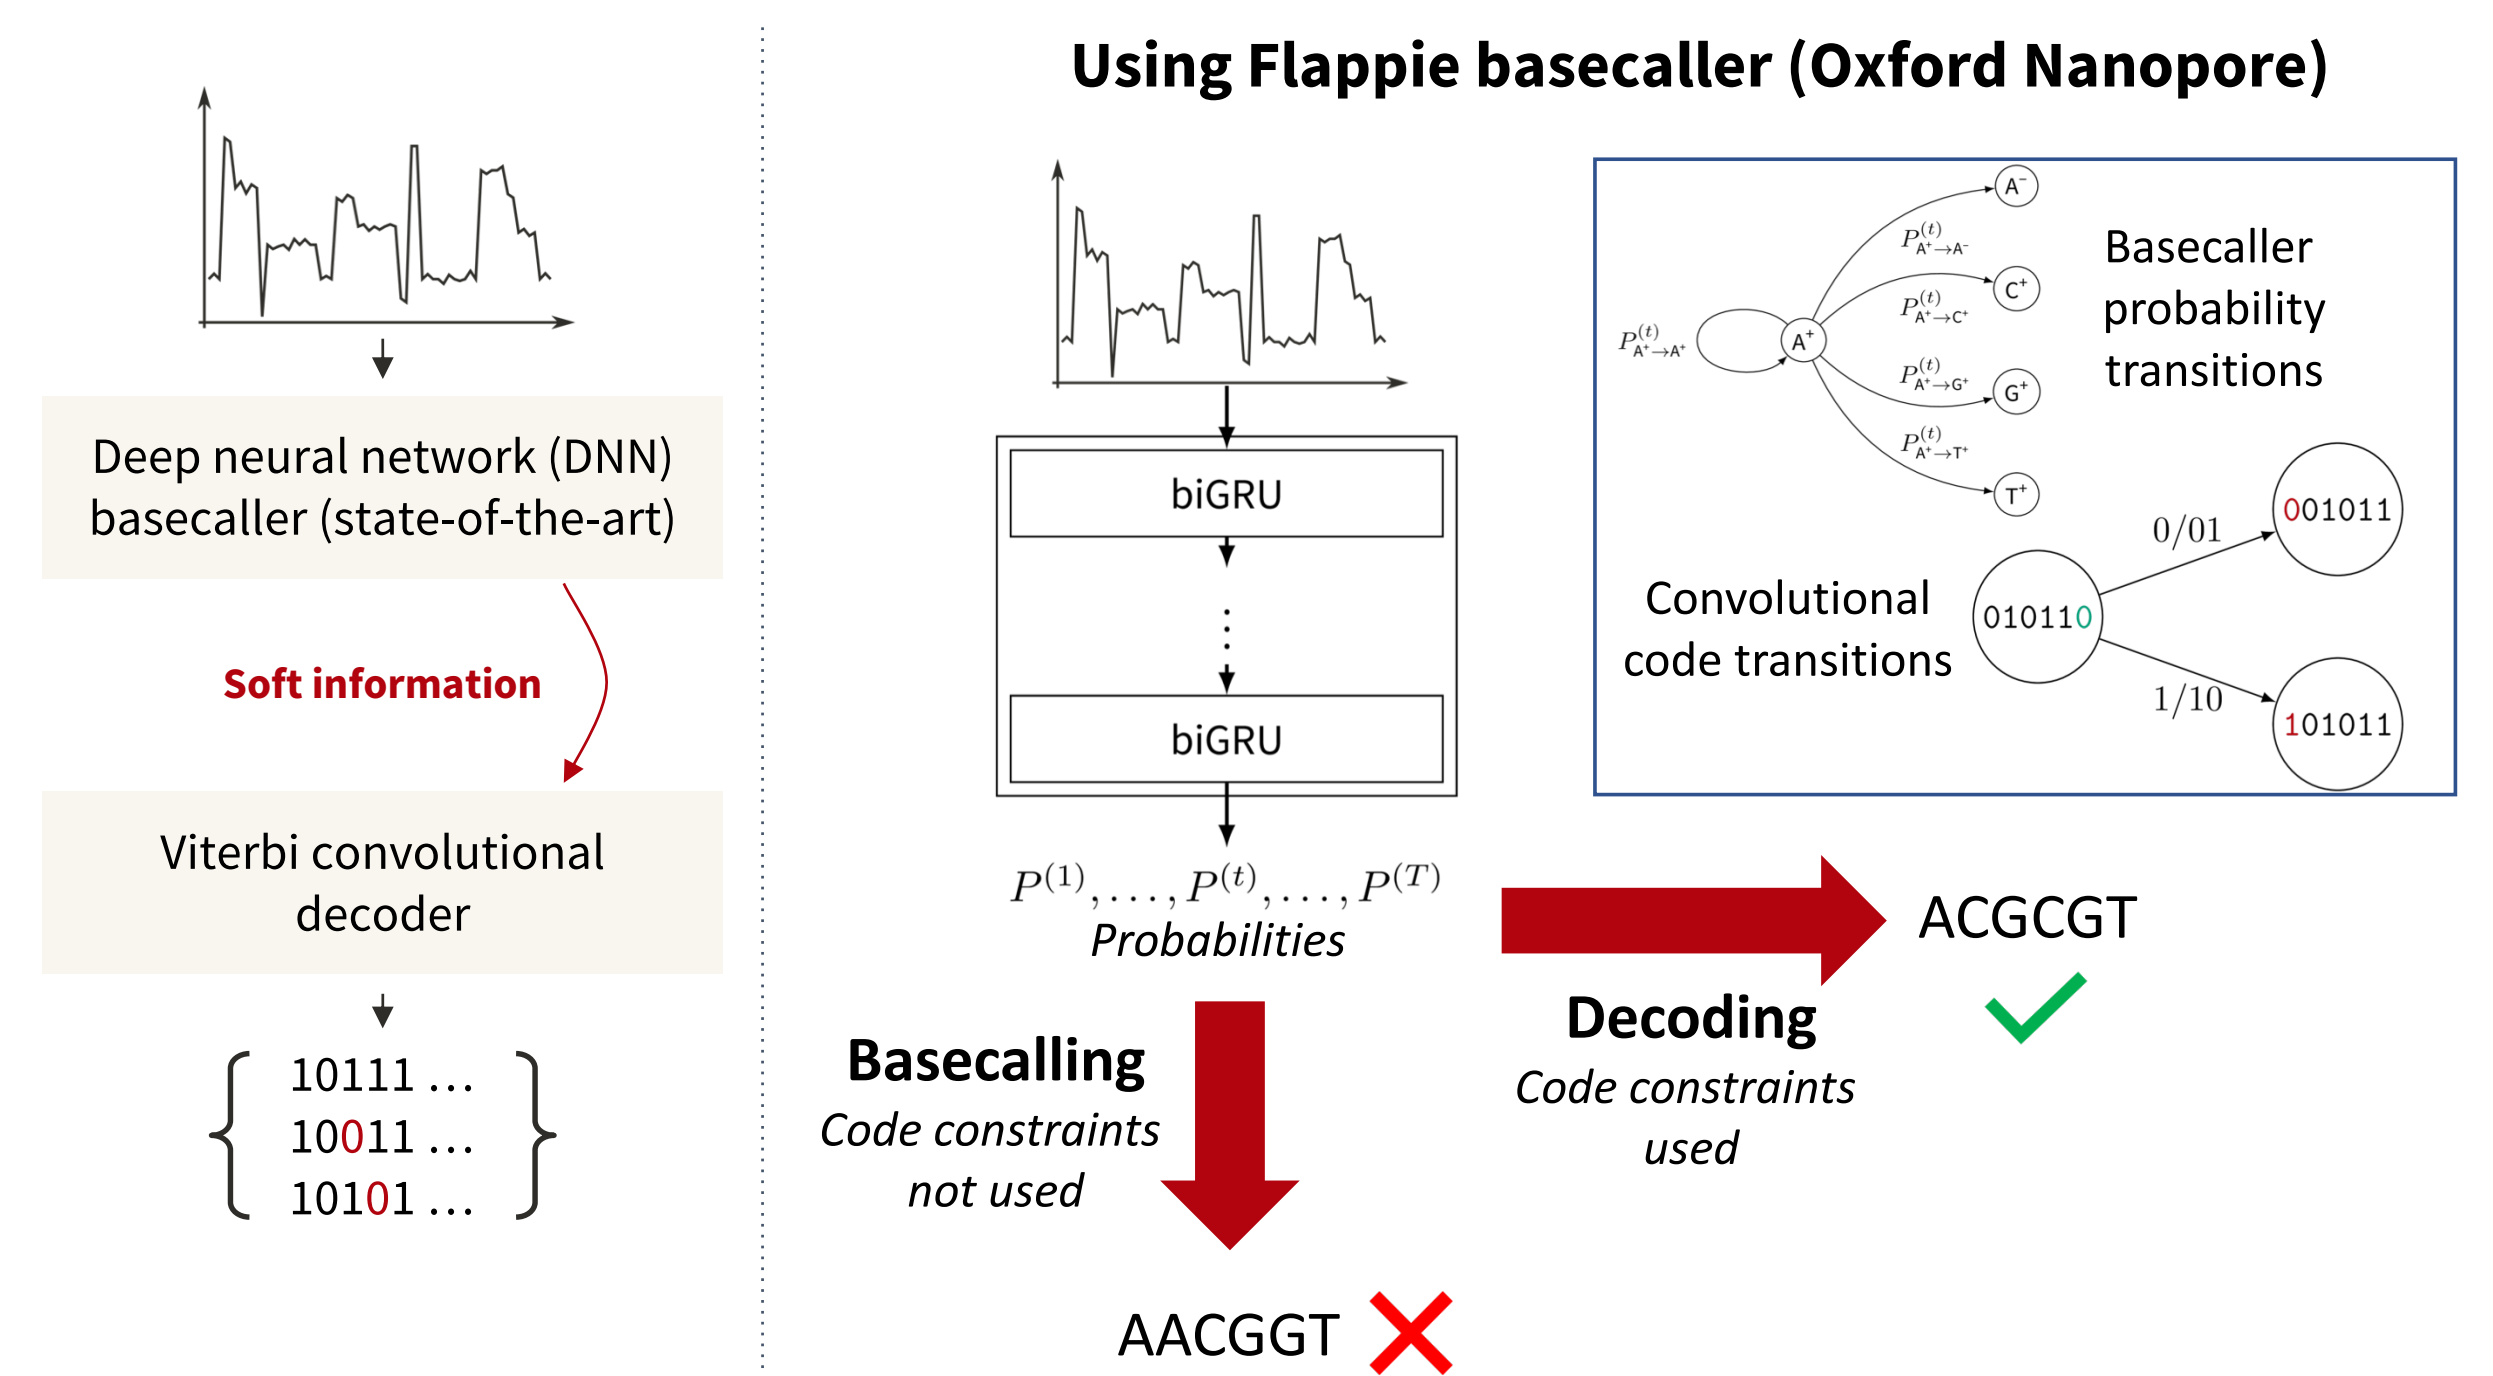 Deep neural network (DNN)
basecaller (state-of-the-art)
Soft information
Viterbi convolutional
decoder
10111 ...
10011 ...
10101 ...
Using Flappie basecaller (Oxford Nanopore)
biGRU
biGRU
P^{(1)}, ..., P^{(t)}, ..., P^{(T)}
Probabilities
Basecalling
Code constraints
not used
AACGGT
Decoding
Code constraints
used
ACGCGT
Basecaller
probability
transitions
P^{(t)}_{A⁺→A⁺}
A⁺
P^{(t)}_{A⁺→A⁻}
A⁻
P^{(t)}_{A⁺→C⁺}
C⁺
P^{(t)}_{A⁺→G⁺}
G⁺
P^{(t)}_{A⁺→T⁺}
T⁺
Convolutional
code transitions
010110
0/01
001011
1/10
101011